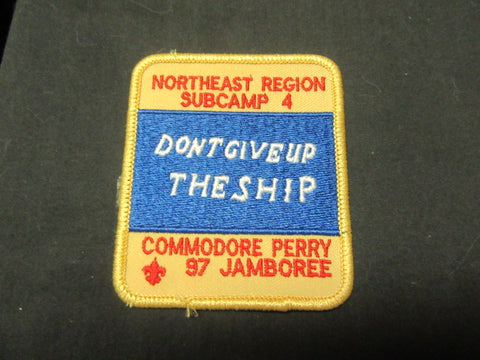 NORTHEAST REGION
SUBCAMP 4
DONT GIVE UP
THE SHIP
COMMODORE PERRY
97 JAMBOREE